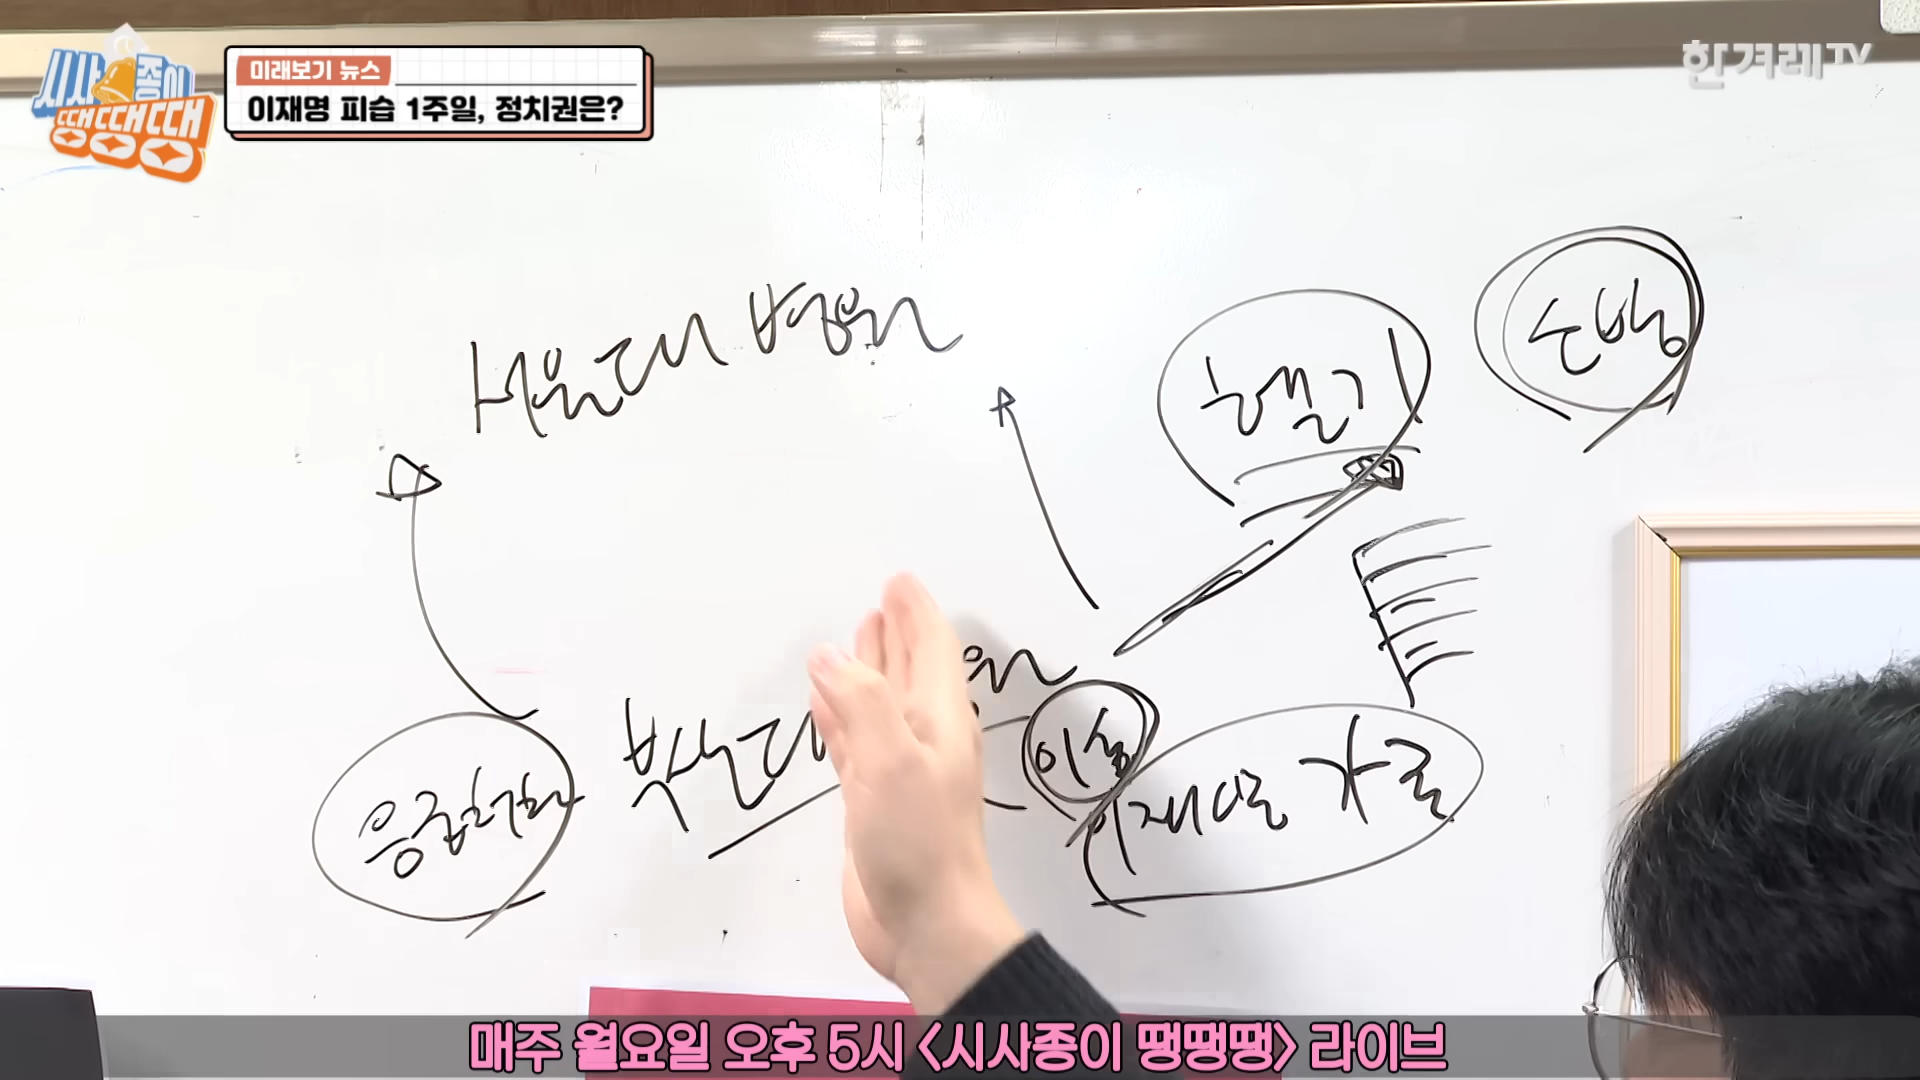 시사종이
땡땡땡
미래보기 뉴스
이재명 피습 1주일, 정치권은?
한겨레TV
서울대 병원
헬기
소방
부산대
원
이송
응급헬기
이재명 가족
매주 월요일 오후 5시 <시사종이 땡땡땡> 라이브